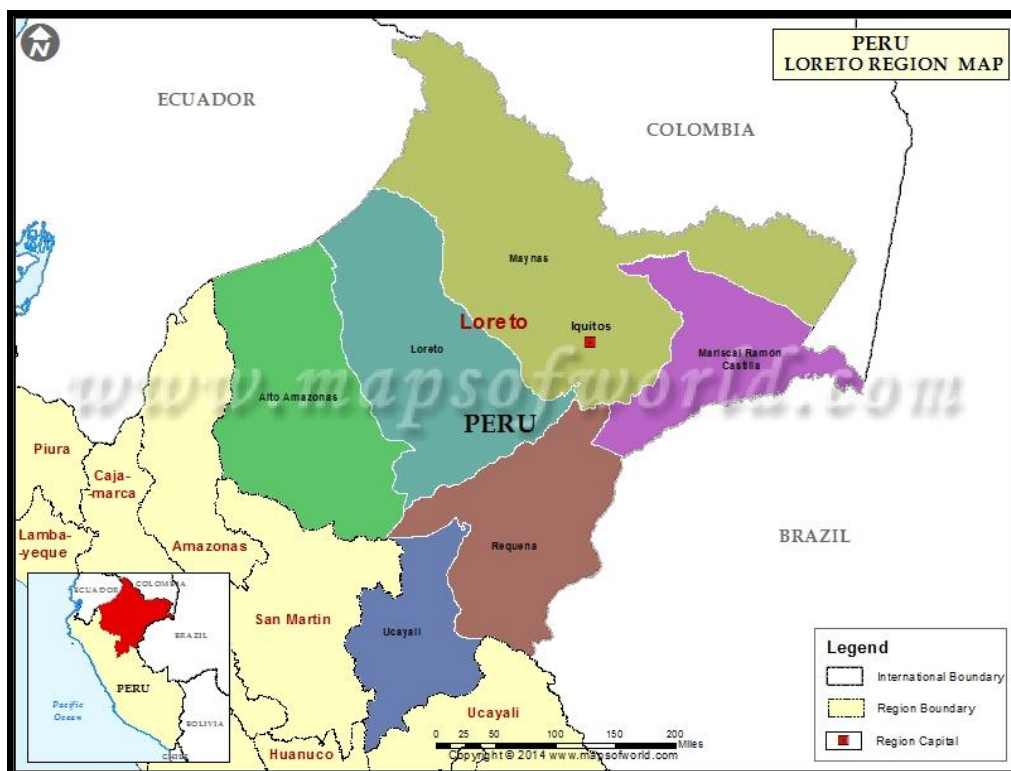 N
PERU
LORETO REGION MAP
ECUADOR
COLOMBIA
Maynas
Loreto
Iquitos
Loreto
Mariscal Ramón
Castilla
www.mapsofworld.com
Alto Amazonas
PERU
Piura
Caja-
-marca
Lamba-
-yeque
Amazonas
Requena
BRAZIL
San Martin
Ucayali
Ucayali
Huanuco
ECUADOR
COLOMBIA
BRAZIL
PERU
Pacific
Ocean
BOLIVIA
CHILE
Legend
International Boundary
Region Boundary
Region Capital
0 50 100 150 200
Miles
Copyright © 2014 www.mapsofworld.com